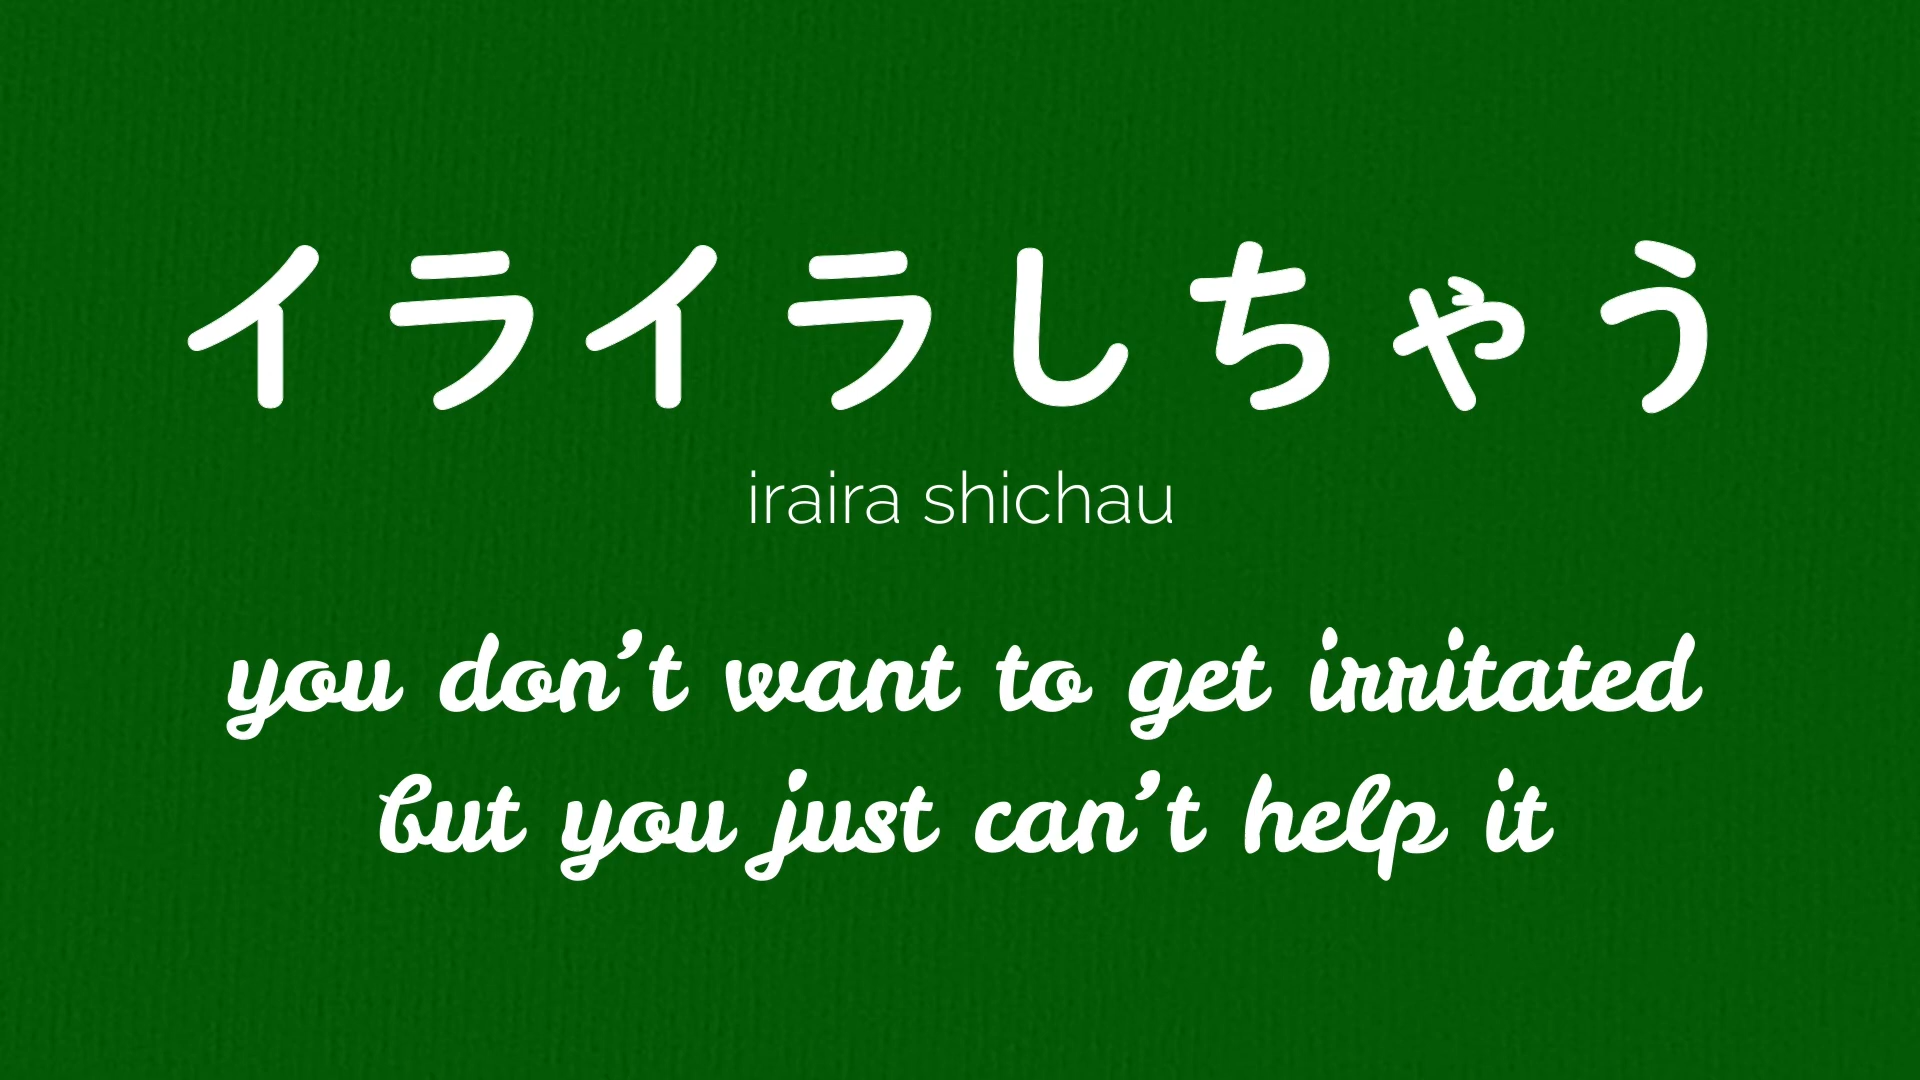 イライラしちゃう
iraira shichau
you don't want to get irritated
but you just can't help it